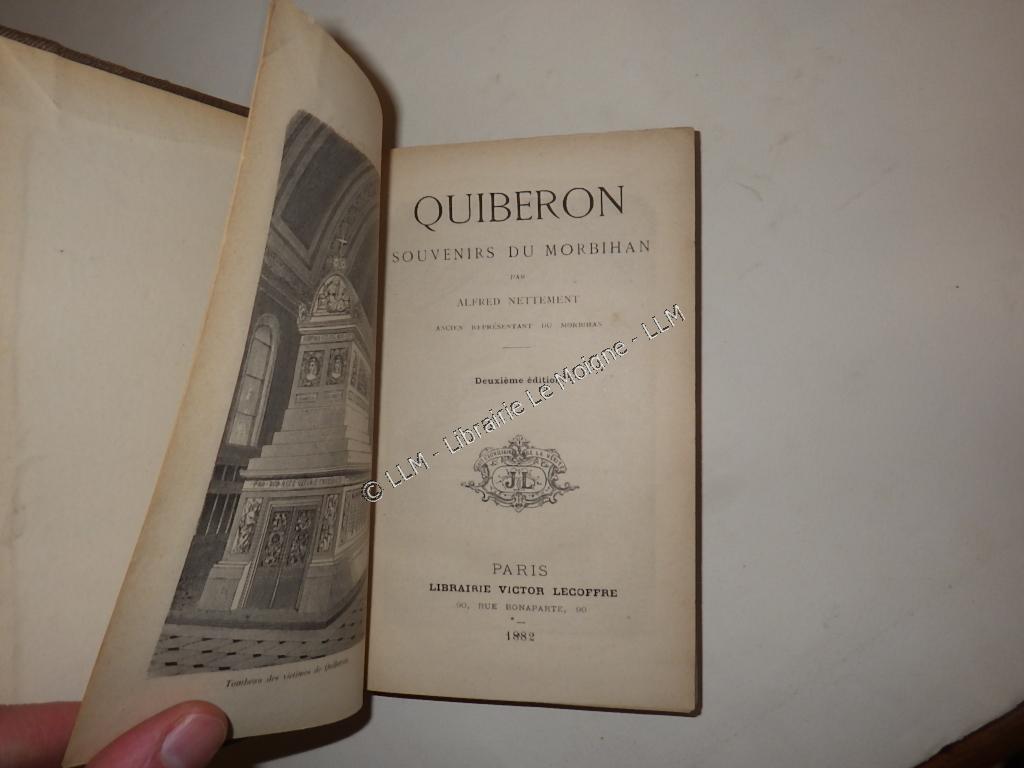 QUIBERON
SOUVENIRS DU MORBIHAN
PAR
ALFRED NETTEMENT
ANCIEN REPRÉSENTANT DU MORBIHAN
Deuxième édition
JL
PARIS
LIBRAIRIE VICTOR LECOFFRE
90, RUE BONAPARTE, 90
1882
Tombeau des victimes de Quiberon
© LLM - Librairie Le Moigne - LLM